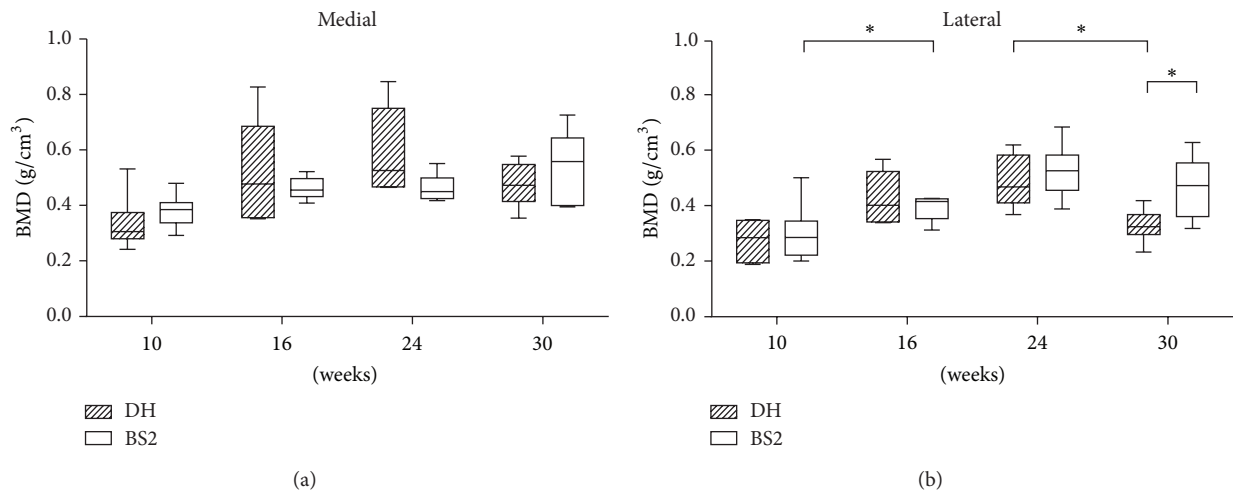 Medial
1.0
0.8
0.6
0.4
0.2
0.0
BMD (g/cm³)
10 16 24 30
(weeks)
DH
BS2
(a)
Lateral
* * *
1.0
0.8
0.6
0.4
0.2
0.0
BMD (g/cm³)
10 16 24 30
(weeks)
DH
BS2
(b)